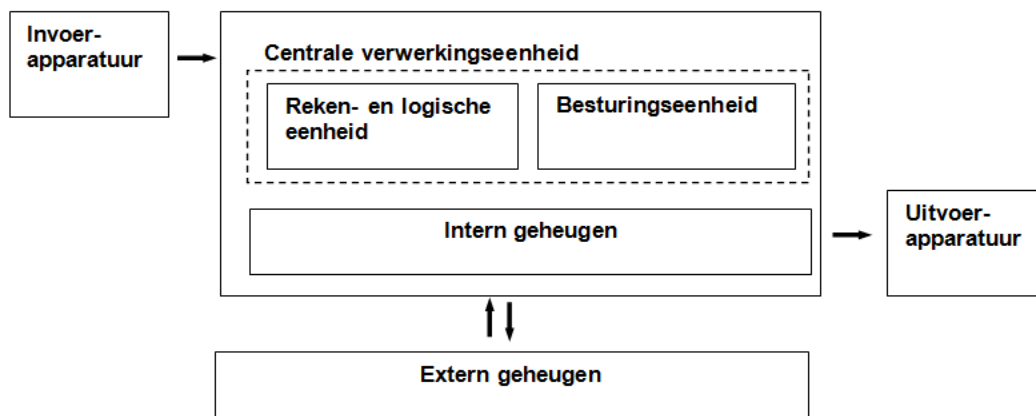 Invoer-
apparatuur
Centrale verwerkingseenheid
Reken- en logische
eenheid
Besturingseenheid
Intern geheugen
Uitvoer-
apparatuur
Extern geheugen